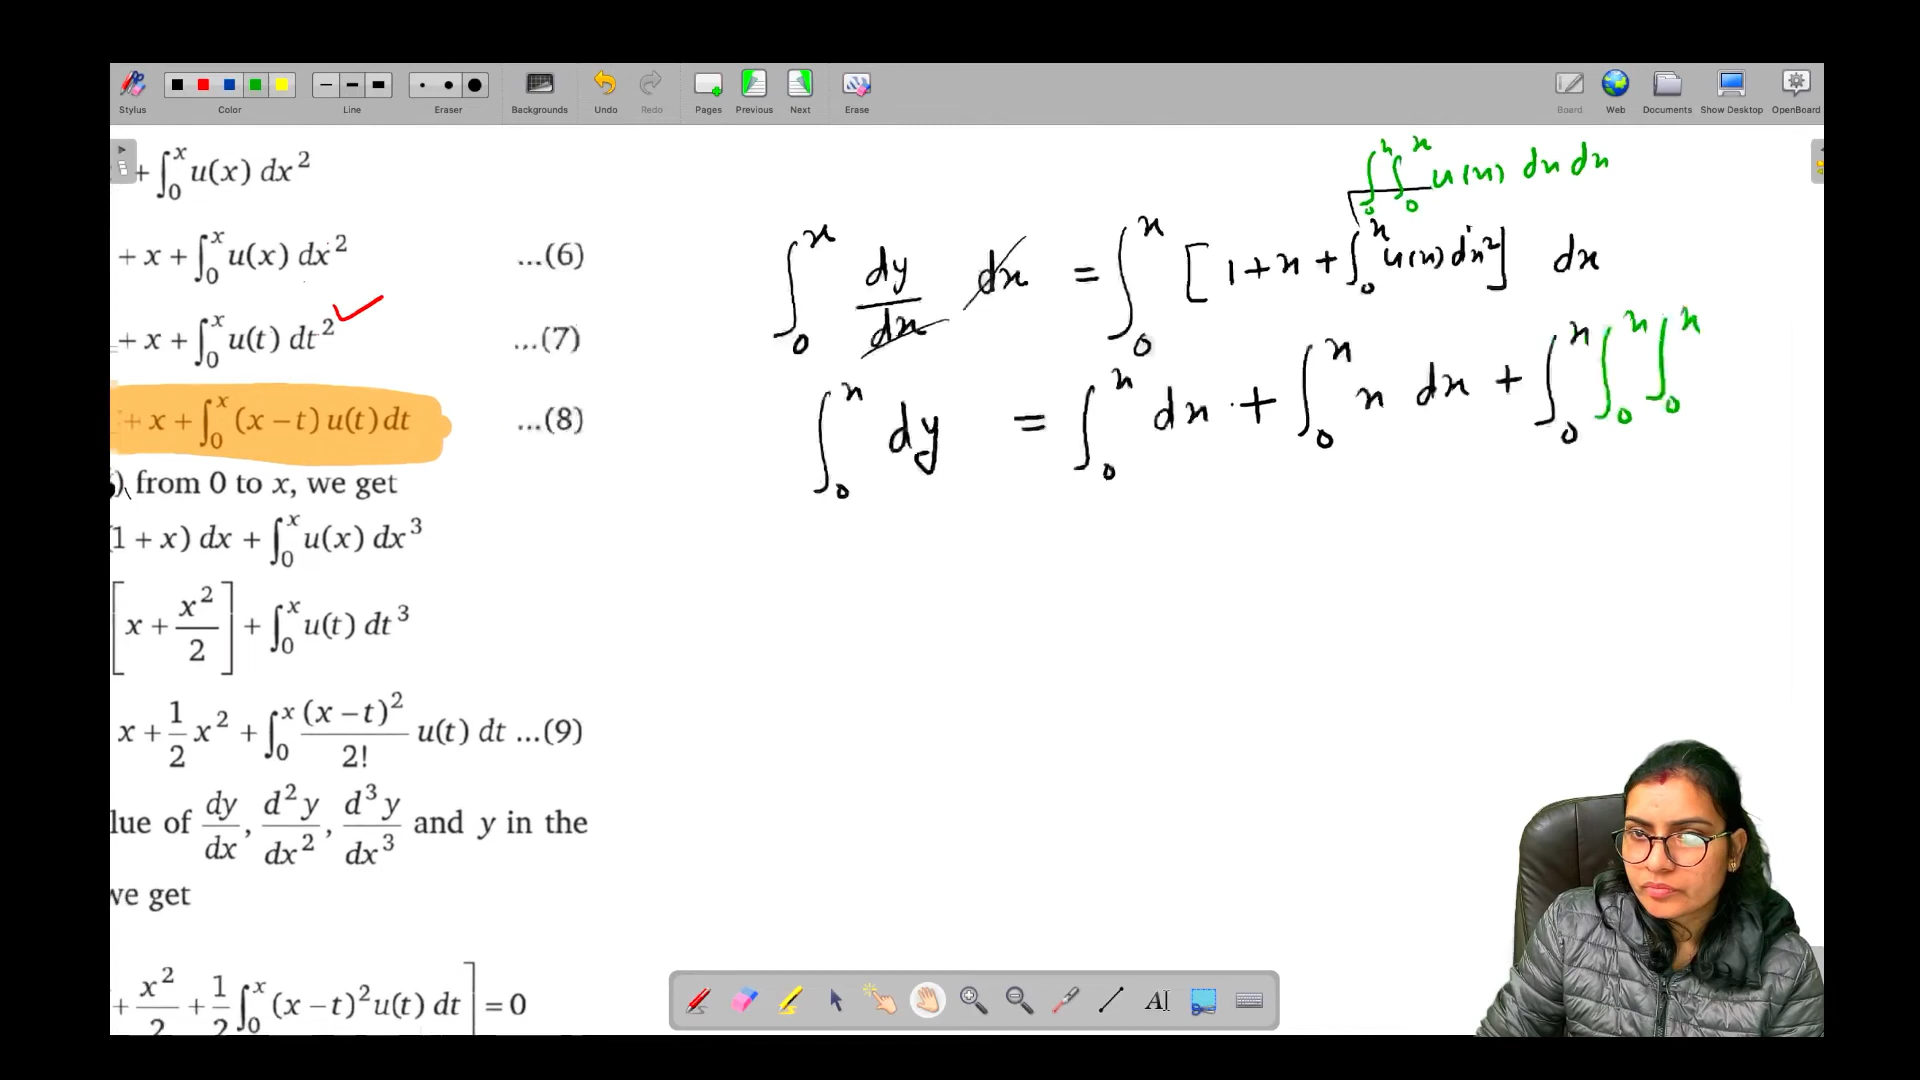 Stylus Color Line Eraser Backgrounds Undo Redo Pages Previous Next Erase Board Web Documents Show Desktop OpenBoard
+ ∫₀ˣ u(x) dx²
+ x + ∫₀ˣ u(x) dx² ...(6)
+ x + ∫₀ˣ u(t) dt² ...(7)
+ x + ∫₀ˣ (x – t) u(t) dt ...(8)
) from 0 to x, we get
1 + x) dx + ∫₀ˣ u(x) dx³
[x + x²/2] + ∫₀ˣ u(t) dt³
x + 1/2 x² + ∫₀ˣ (x – t)²/2! u(t) dt ...(9)
lue of dy/dx, d²y/dx², d³y/dx³ and y in the
we get
+ x²/2 + 1/2 ∫₀ˣ (x – t)² u(t) dt ] = 0
∫₀ˣ ∫₀ˣ u(x) dx dx
∫₀ˣ dy/dx dx = ∫₀ˣ [1 + x + ∫₀ˣ u(x) dx²] dx
∫₀ˣ dy = ∫₀ˣ dx + ∫₀ˣ x dx + ∫₀ˣ ∫₀ˣ ∫₀ˣ